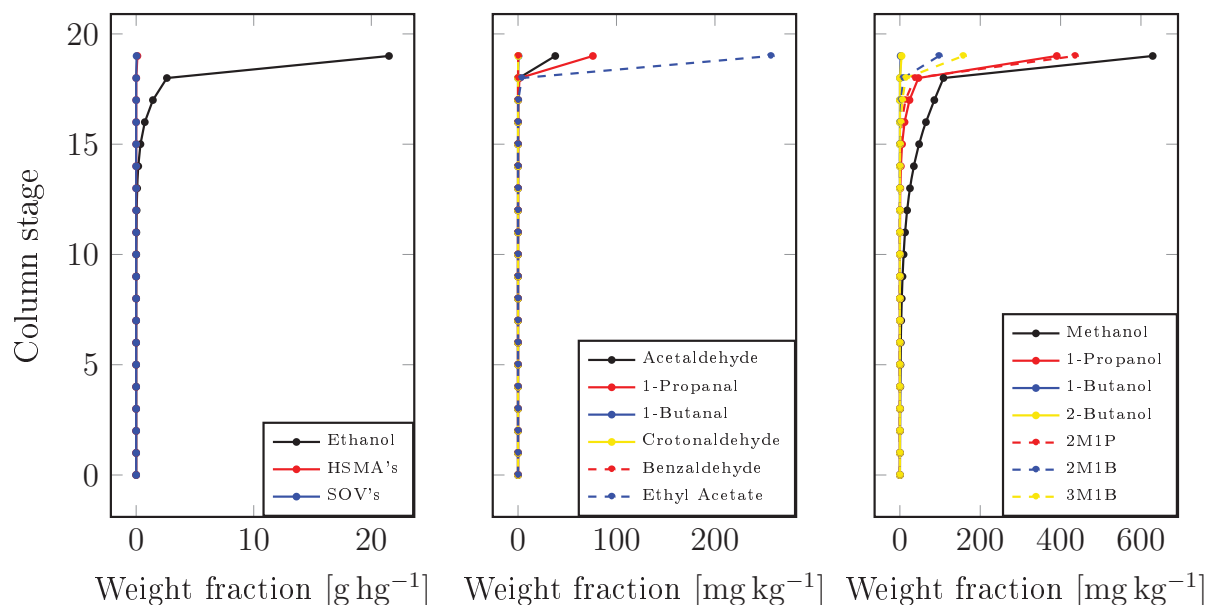 Column stage
20
15
10
5
0
Ethanol
HSMA's
SOV's
0 10 20
Weight fraction [g hg⁻¹]
Acetaldehyde
1-Propanal
1-Butanal
Crotonaldehyde
Benzaldehyde
Ethyl Acetate
0 100 200
Weight fraction [mg kg⁻¹]
Methanol
1-Propanol
1-Butanol
2-Butanol
2M1P
2M1B
3M1B
0 200 400 600
Weight fraction [mg kg⁻¹]